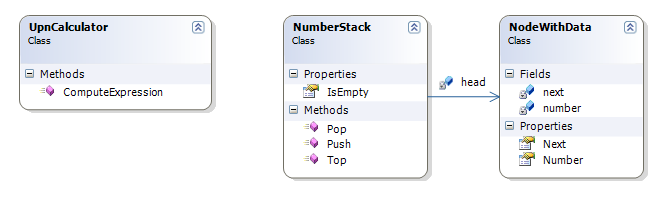 UpnCalculator
Class
Methods
ComputeExpression
NumberStack
Class
Properties
IsEmpty
Methods
Pop
Push
Top
head
NodeWithData
Class
Fields
next
number
Properties
Next
Number